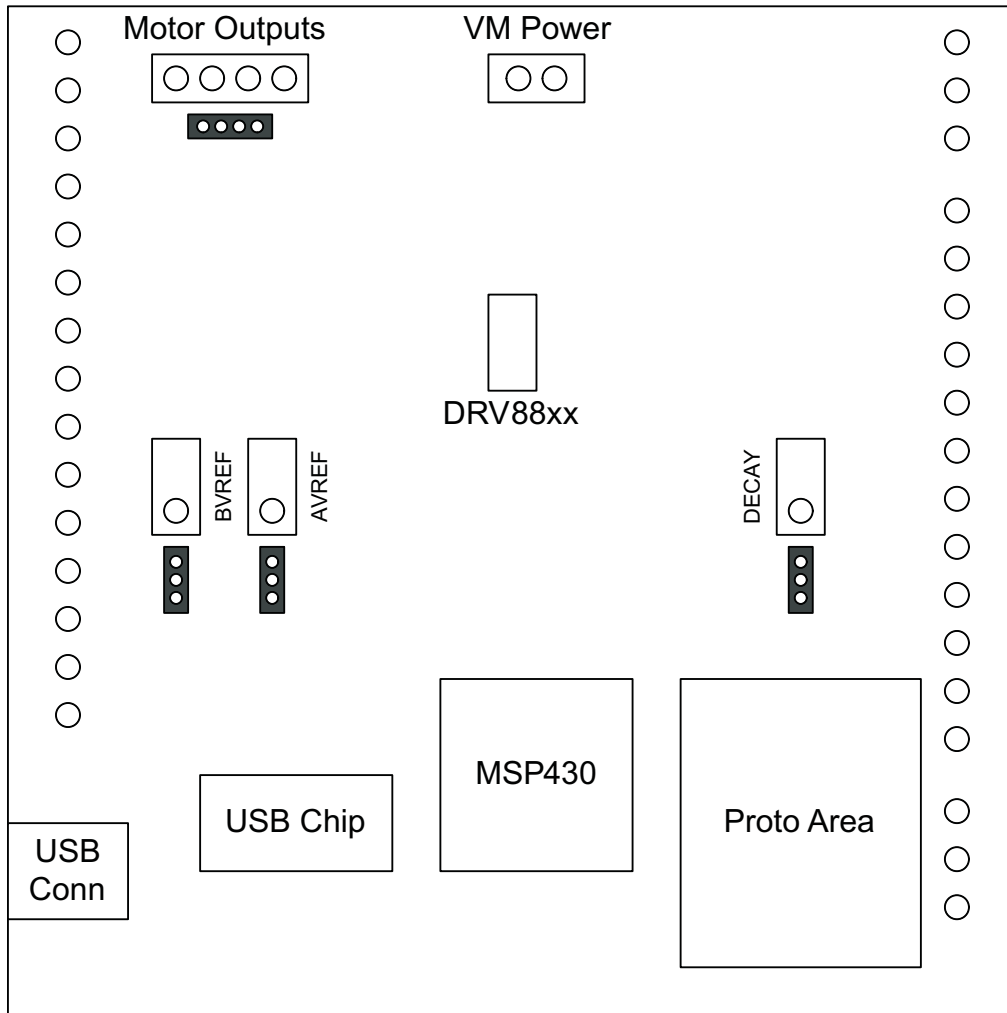 Motor Outputs
VM Power
DRV88xx
BVREF
AVREF
DECAY
MSP430
USB Chip
Proto Area
USB
Conn